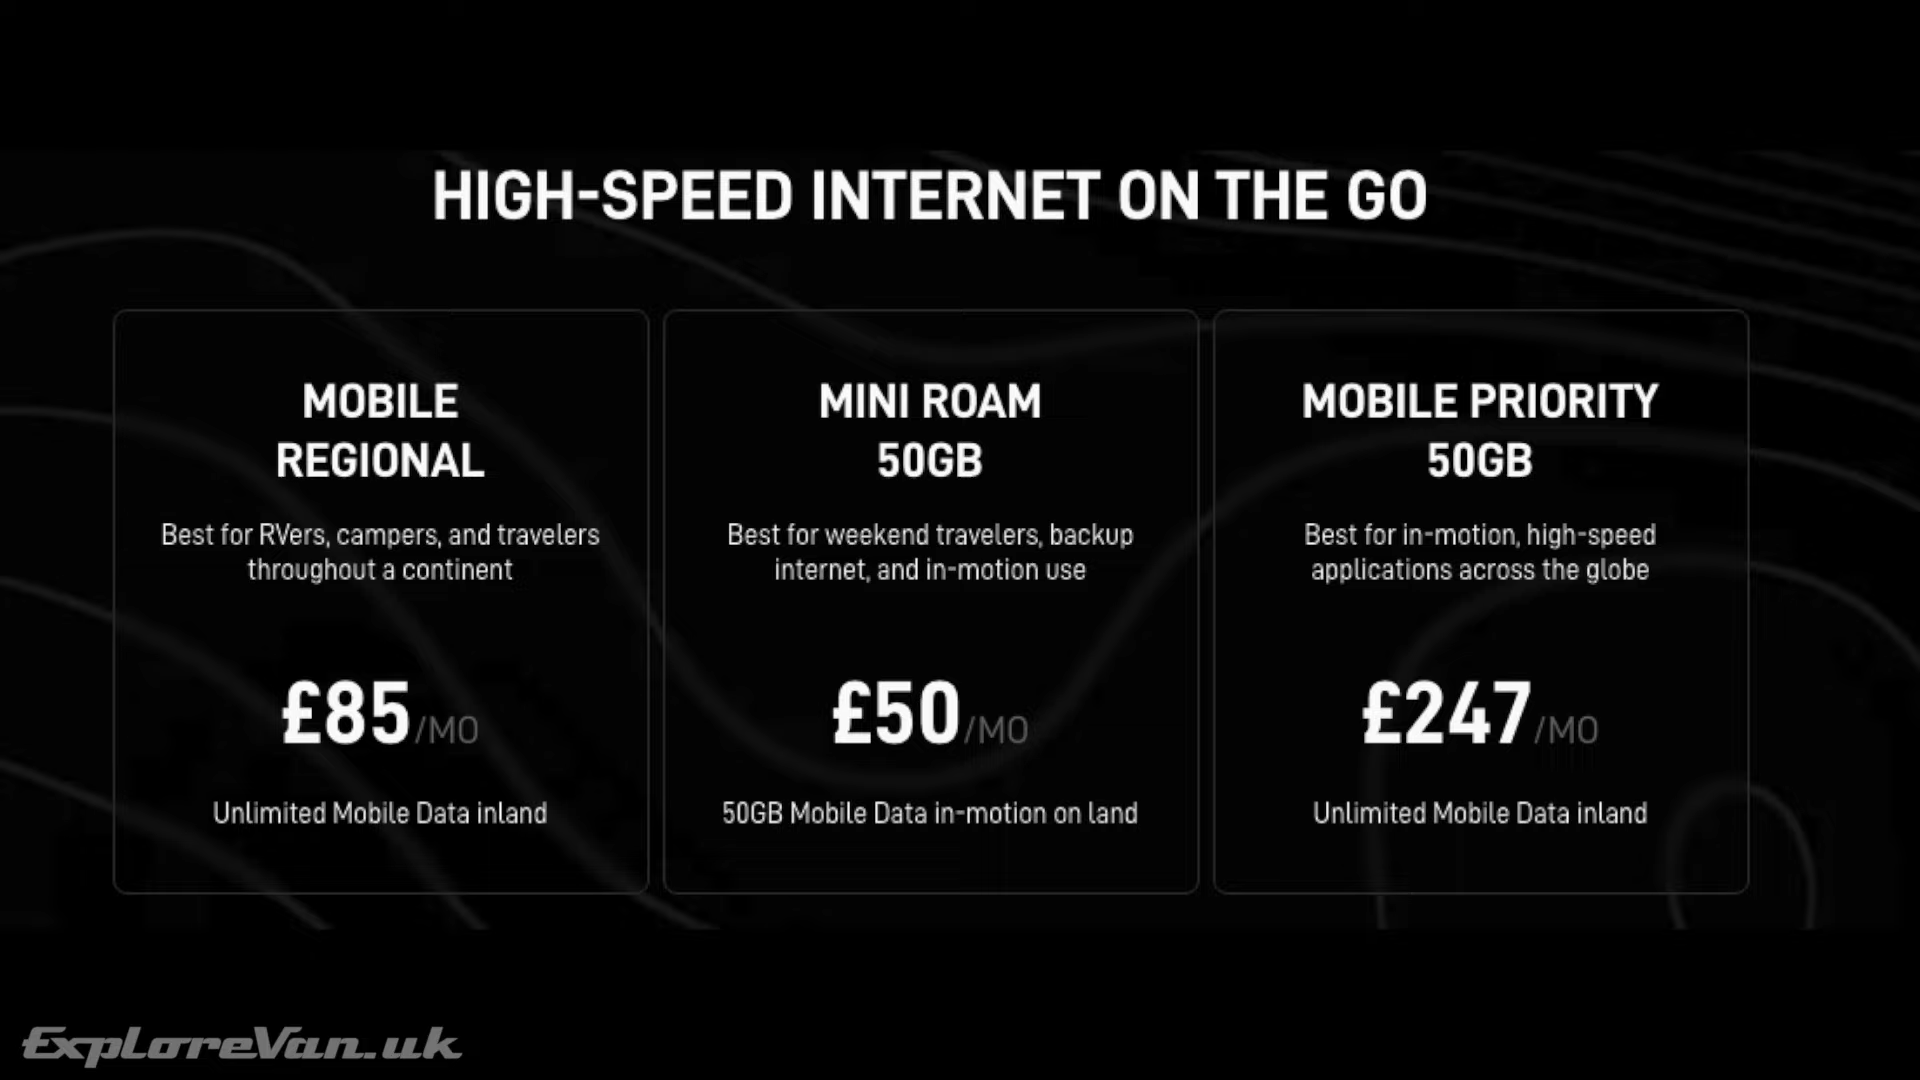 HIGH-SPEED INTERNET ON THE GO
MOBILE
REGIONAL
Best for RVers, campers, and travelers
throughout a continent
£85/MO
Unlimited Mobile Data inland
MINI ROAM
50GB
Best for weekend travelers, backup
internet, and in-motion use
£50/MO
50GB Mobile Data in-motion on land
MOBILE PRIORITY
50GB
Best for in-motion, high-speed
applications across the globe
£247/MO
Unlimited Mobile Data inland
ExploreVan.uk